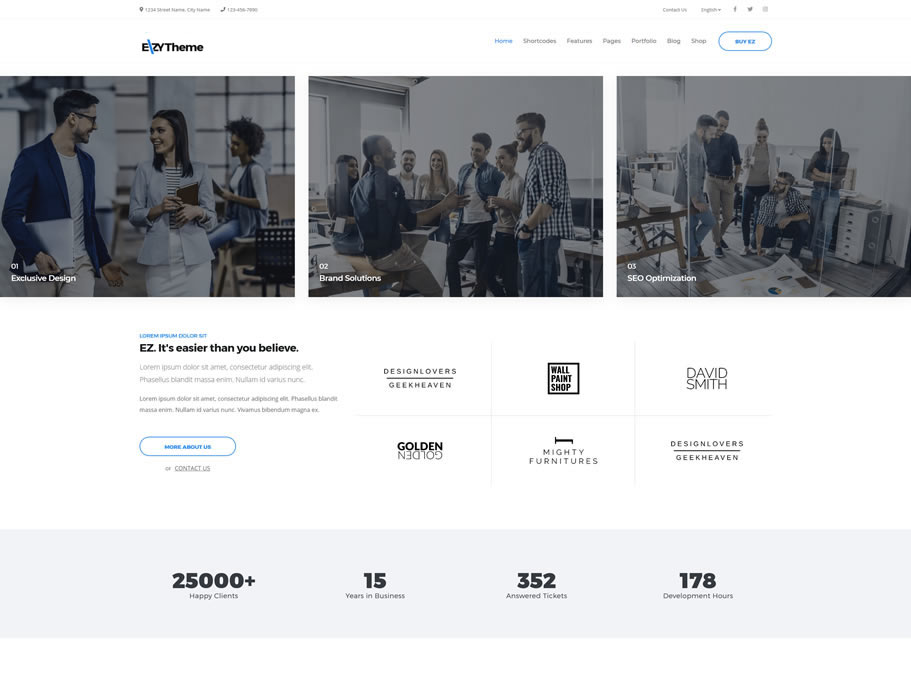 1234 Street Name, City Name 123-456-7890
Contact Us English
EZY Theme
Home Shortcodes Features Pages Portfolio Blog Shop BUY EZ
01
Exclusive Design
02
Brand Solutions
03
SEO Optimization
LOREM IPSUM DOLOR SIT
EZ. It's easier than you believe.
Lorem ipsum dolor sit amet, consectetur adipiscing elit.
Phasellus blandit massa enim. Nullam id varius nunc.
Lorem ipsum dolor sit amet, consectetur adipiscing elit. Phasellus blandit
massa enim. Nullam id varius nunc. Vivamus bibendum magna ex.
MORE ABOUT US
or CONTACT US
DESIGNLOVERS
GEEKHEAVEN
WALL
PAINT
SHOP
DAVID
SMITH
GOLDEN
GOLDEN
MIGHTY
FURNITURES
DESIGNLOVERS
GEEKHEAVEN
25000+
Happy Clients
15
Years in Business
352
Answered Tickets
178
Development Hours